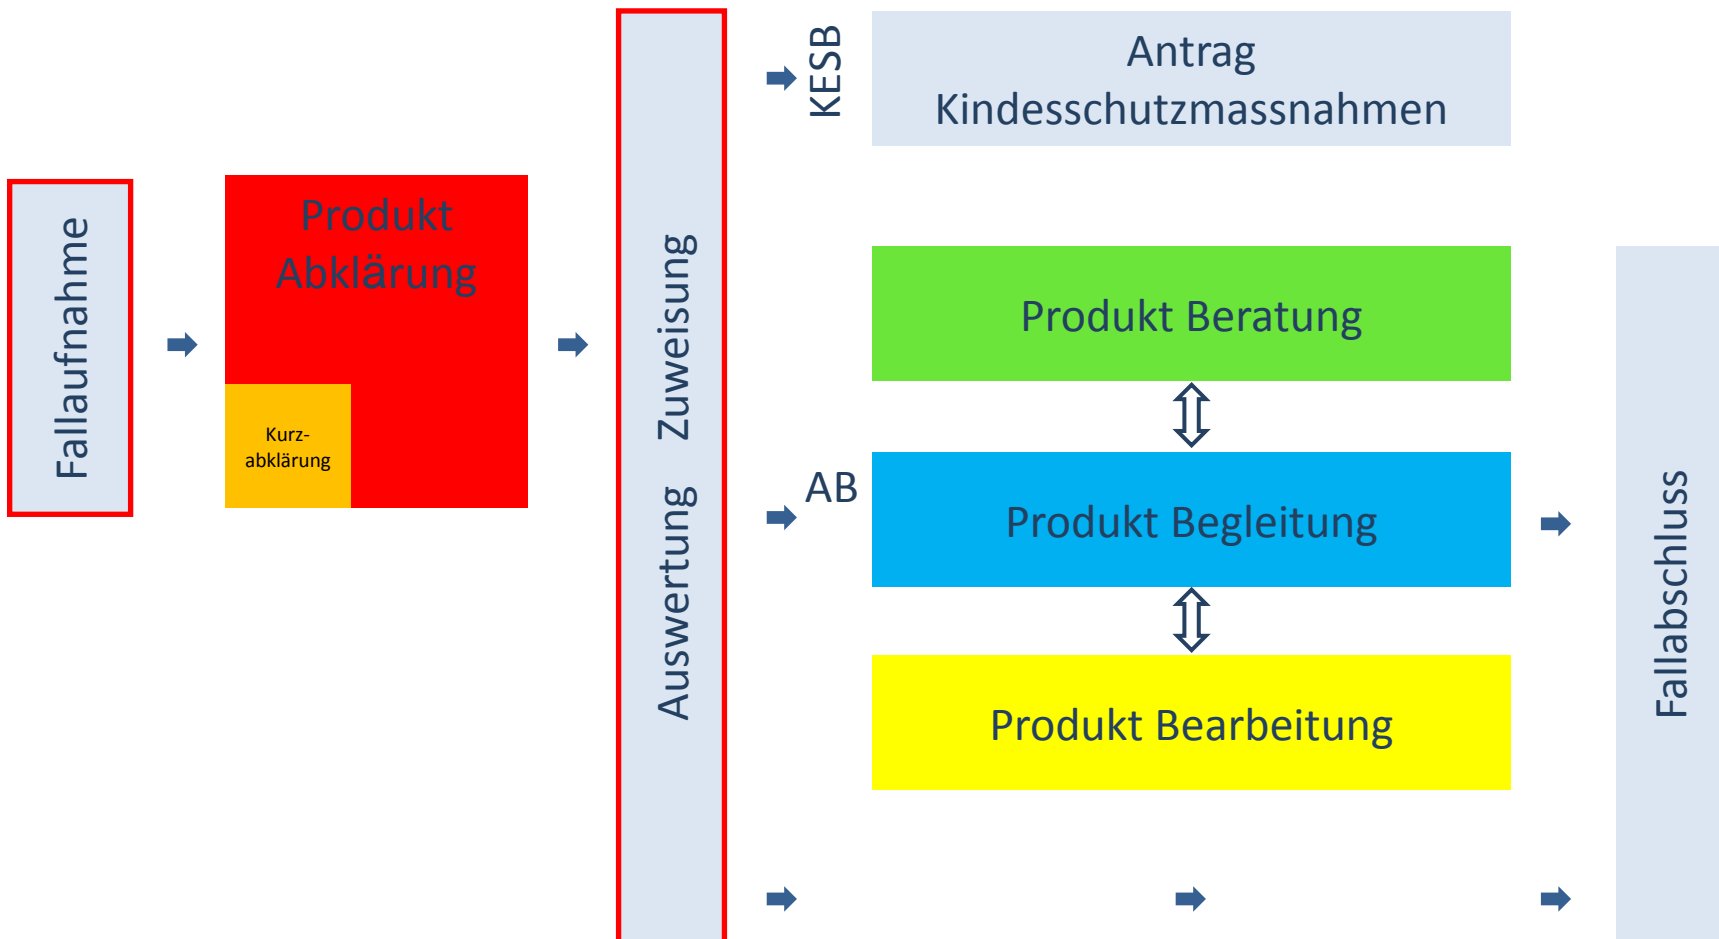 Fallaufnahme
Produkt
Abklärung
Kurz-
abklärung
Auswertung   Zuweisung
KESB
Antrag
Kindesschutzmassnahmen
Produkt Beratung
AB
Produkt Begleitung
Produkt Bearbeitung
Fallabschluss